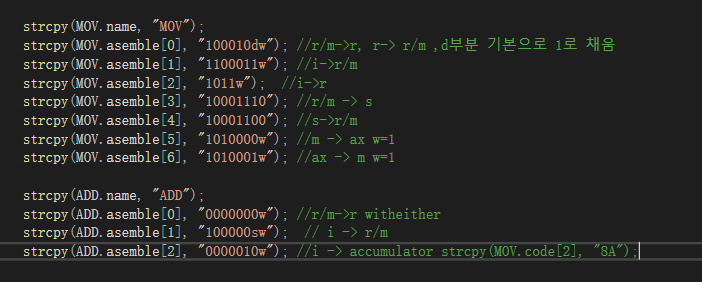 strcpy(MOV.name, "MOV");
strcpy(MOV.asemble[0], "100010dw"); //r/m->r, r-> r/m ,d부분 기본으로 1로 채움
strcpy(MOV.asemble[1], "1100011w"); //i->r/m
strcpy(MOV.asemble[2], "1011w");  //i->r
strcpy(MOV.asemble[3], "10001110"); //r/m -> s
strcpy(MOV.asemble[4], "10001100"); //s->r/m
strcpy(MOV.asemble[5], "1010000w"); //m -> ax w=1
strcpy(MOV.asemble[6], "1010001w"); //ax -> m w=1
strcpy(ADD.name, "ADD");
strcpy(ADD.asemble[0], "0000000w"); //r/m->r witheither
strcpy(ADD.asemble[1], "100000sw");  // i -> r/m
strcpy(ADD.asemble[2], "0000010w"); //i -> accumulator strcpy(MOV.code[2], "8A");